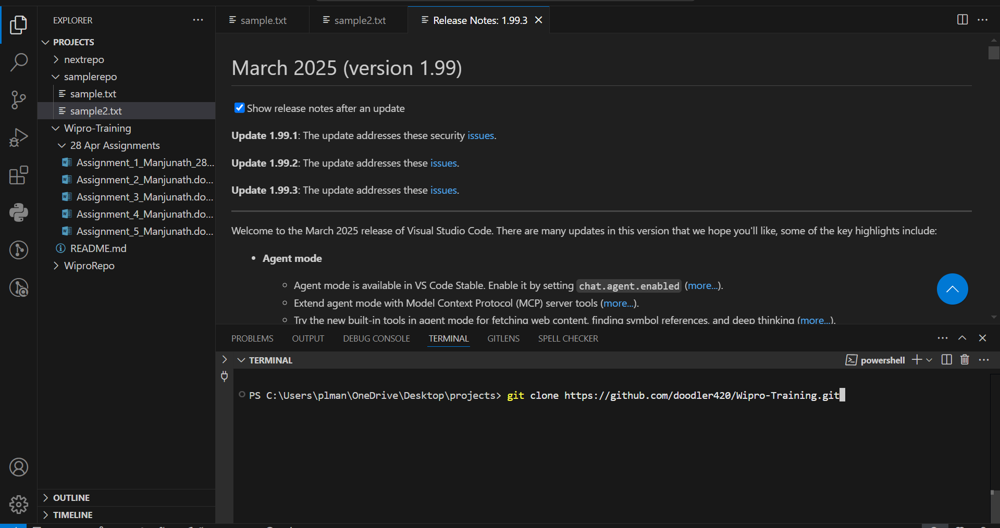 EXPLORER
PROJECTS
nextrepo
samplerepo
sample.txt
sample2.txt
Wipro-Training
28 Apr Assignments
Assignment_1_Manjunath_28...
Assignment_2_Manjunath.do...
Assignment_3_Manjunath.do...
Assignment_4_Manjunath.do...
Assignment_5_Manjunath.do...
README.md
WiproRepo
OUTLINE
TIMELINE
sample.txt
sample2.txt
Release Notes: 1.99.3
March 2025 (version 1.99)
Show release notes after an update
Update 1.99.1: The update addresses these security issues.
Update 1.99.2: The update addresses these issues.
Update 1.99.3: The update addresses these issues.
Welcome to the March 2025 release of Visual Studio Code. There are many updates in this version that we hope you'll like, some of the key highlights include:
• Agent mode
Agent mode is available in VS Code Stable. Enable it by setting chat.agent.enabled (more...).
Extend agent mode with Model Context Protocol (MCP) server tools (more...).
Try the new built-in tools in agent mode for fetching web content, finding symbol references, and deep thinking (more...).
PROBLEMS OUTPUT DEBUG CONSOLE TERMINAL GITLENS SPELL CHECKER
TERMINAL
powershell
PS C:\Users\plman\OneDrive\Desktop\projects> git clone https://github.com/doodler420/Wipro-Training.git